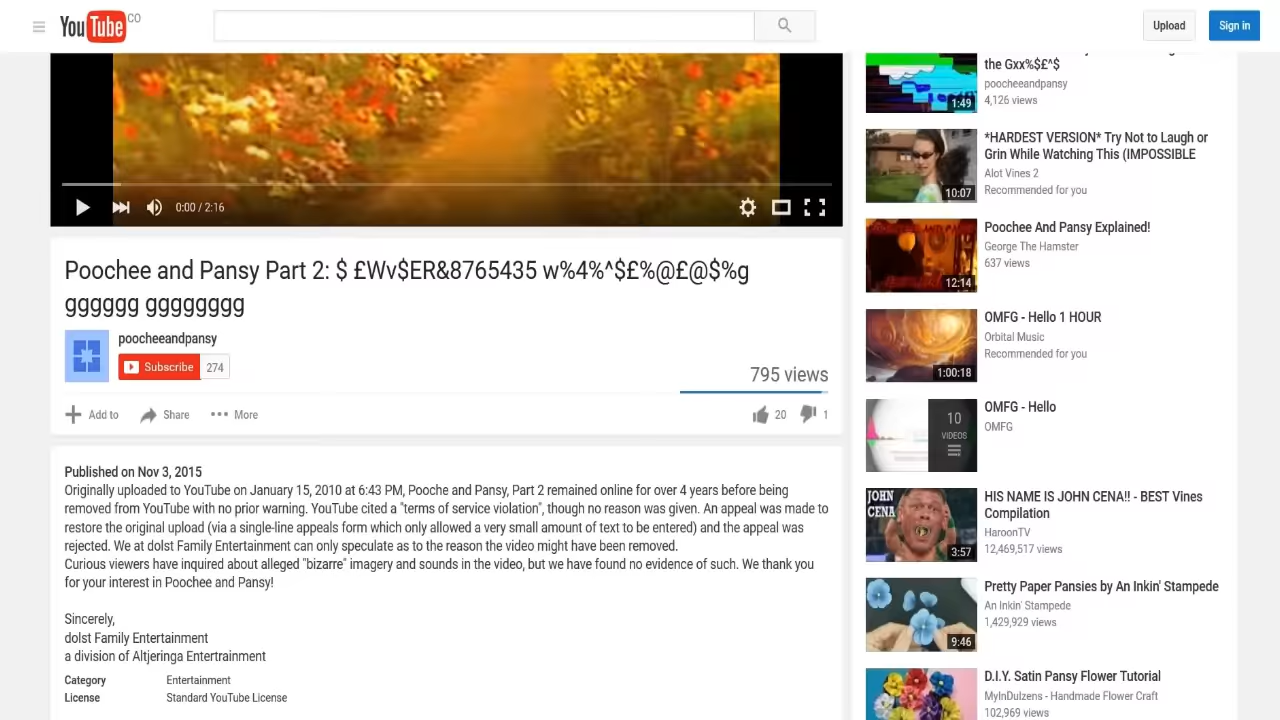 YouTube CO
Upload
Sign in
0:00 / 2:16
Poochee and Pansy Part 2: $ £Wv$ER&8765435 w%4%^$£%@£@$%g
gggggg gggggggg
poocheeandpansy
Subscribe 274
795 views
Add to Share More
20 1
Published on Nov 3, 2015
Originally uploaded to YouTube on January 15, 2010 at 6:43 PM, Pooche and Pansy, Part 2 remained online for over 4 years before being
removed from YouTube with no prior warning. YouTube cited a "terms of service violation", though no reason was given. An appeal was made to
restore the original upload (via a single-line appeals form which only allowed a very small amount of text to be entered) and the appeal was
rejected. We at dolst Family Entertainment can only speculate as to the reason the video might have been removed.
Curious viewers have inquired about alleged "bizarre" imagery and sounds in the video, but we have found no evidence of such. We thank you
for your interest in Poochee and Pansy!
Sincerely,
dolst Family Entertainment
a division of Altjeringa Entertrainment
Category Entertainment
License Standard YouTube License
the Gxx%$£^$
poocheeandpansy
4,126 views
1:49
*HARDEST VERSION* Try Not to Laugh or
Grin While Watching This (IMPOSSIBLE
Alot Vines 2
Recommended for you
10:07
Poochee And Pansy Explained!
George The Hamster
637 views
12:14
OMFG - Hello 1 HOUR
Orbital Music
Recommended for you
1:00:18
OMFG - Hello
OMFG
10
VIDEOS
HIS NAME IS JOHN CENA!! - BEST Vines
Compilation
HaroonTV
12,469,517 views
JOHN
CENA
3:57
Pretty Paper Pansies by An Inkin' Stampede
An Inkin' Stampede
1,429,929 views
9:46
D.I.Y. Satin Pansy Flower Tutorial
MyInDulzens - Handmade Flower Craft
102,969 views